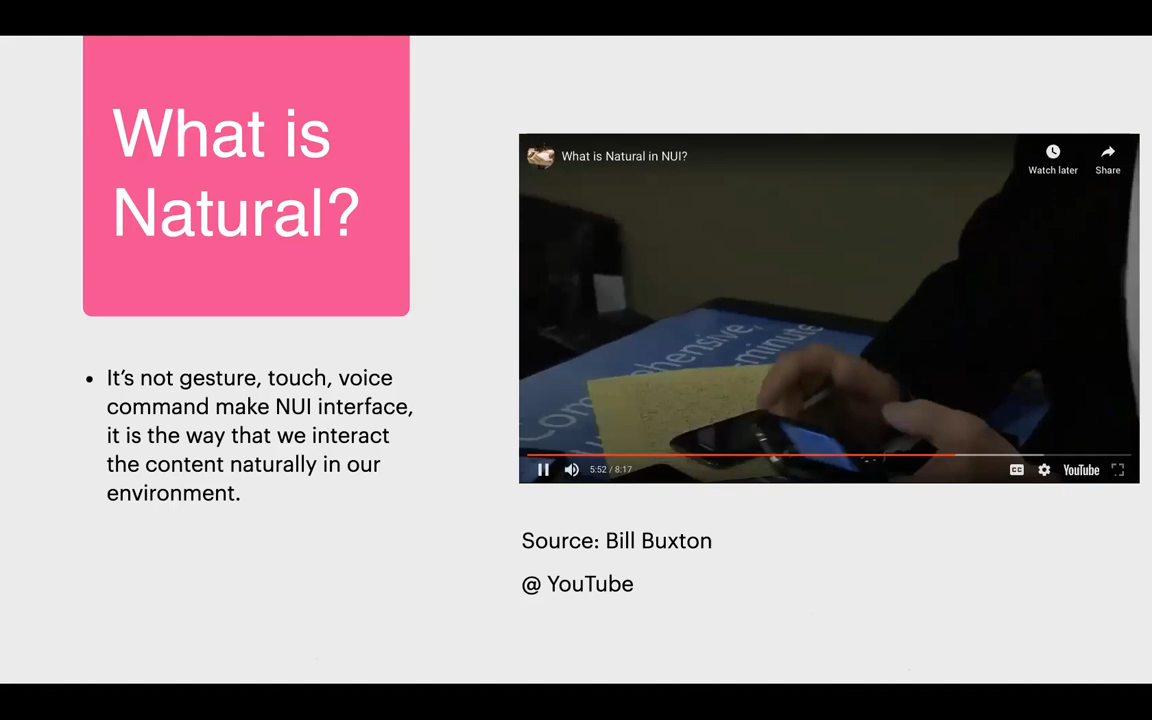 What is
Natural?
It’s not gesture, touch, voice
command make NUI interface,
it is the way that we interact
the content naturally in our
environment.
What is Natural in NUI?
Watch later
Share
minute
5:52 / 8:17
CC
YouTube
Source: Bill Buxton
@ YouTube